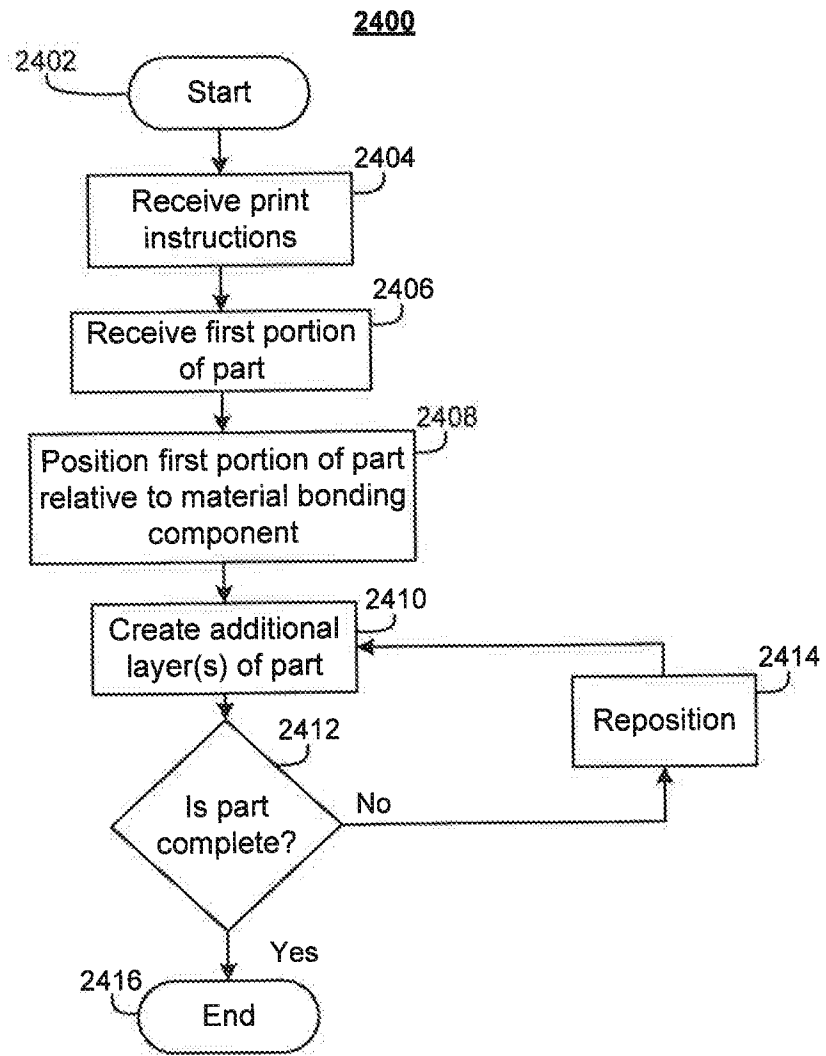 2400
2402
Start
2404
Receive print
instructions
2406
Receive first portion
of part
2408
Position first portion of part
relative to material bonding
component
2410
Create additional
layer(s) of part
2414
Reposition
2412
Is part
complete?
No
Yes
2416
End